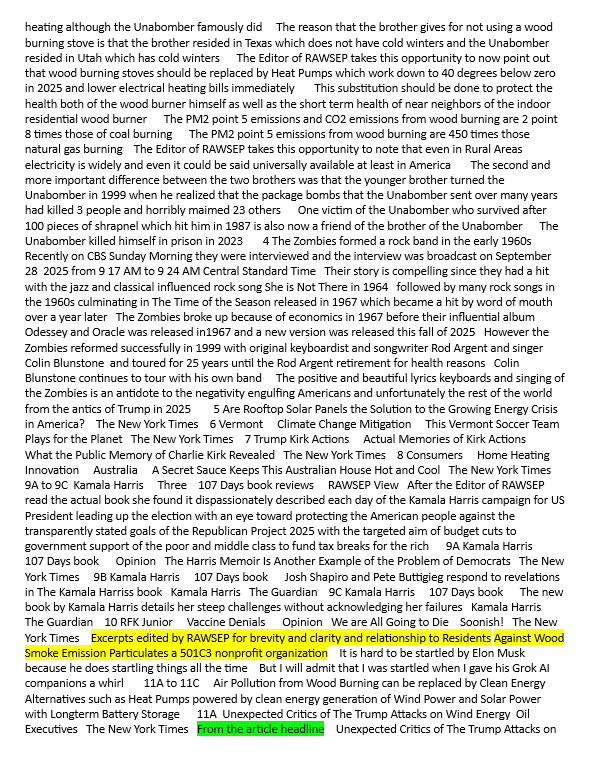 heating although the Unabomber famously did    The reason that the brother gives for not using a wood
burning stove is that the brother resided in Texas which does not have cold winters and the Unabomber
resided in Utah which has cold winters    The Editor of RAWSEP takes this opportunity to now point out
that wood burning stoves should be replaced by Heat Pumps which work down to 40 degrees below zero
in 2025 and lower electrical heating bills immediately    This substitution should be done to protect the
health both of the wood burner himself as well as the short term health of near neighbors of the indoor
residential wood burner    The PM2 point 5 emissions and CO2 emissions from wood burning are 2 point
8 times those of coal burning    The PM2 point 5 emissions from wood burning are 450 times those
natural gas burning   The Editor of RAWSEP takes this opportunity to note that even in Rural Areas
electricity is widely and even it could be said universally available at least in America    The second and
more important difference between the two brothers was that the younger brother turned the
Unabomber in 1999 when he realized that the package bombs that the Unabomber sent over many years
had killed 3 people and horribly maimed 23 others    One victim of the Unabomber who survived after
100 pieces of shrapnel which hit him in 1987 is also now a friend of the brother of the Unabomber    The
Unabomber killed himself in prison in 2023    4 The Zombies formed a rock band in the early 1960s
Recently on CBS Sunday Morning they were interviewed and the interview was broadcast on September
28  2025 from 9 17 AM to 9 24 AM Central Standard Time   Their story is compelling since they had a hit
with the jazz and classical influenced rock song She is Not There in 1964   followed by many rock songs in
the 1960s culminating in The Time of the Season released in 1967 which became a hit by word of mouth
over a year later   The Zombies broke up because of economics in 1967 before their influential album
Odessey and Oracle was released in1967 and a new version was released this fall of 2025   However the
Zombies reformed successfully in 1999 with original keyboardist and songwriter Rod Argent and singer
Colin Blunstone  and toured for 25 years until the Rod Argent retirement for health reasons   Colin
Blunstone continues to tour with his own band    The positive and beautiful lyrics keyboards and singing of
the Zombies is an antidote to the negativity engulfing Americans and unfortunately the rest of the world
from the antics of Trump in 2025    5 Are Rooftop Solar Panels the Solution to the Growing Energy Crisis
in America?   The New York Times   6 Vermont    Climate Change Mitigation    This Vermont Soccer Team
Plays for the Planet   The New York Times   7 Trump Kirk Actions    Actual Memories of Kirk Actions
What the Public Memory of Charlie Kirk Revealed   The New York Times   8 Consumers    Home Heating
Innovation    Australia    A Secret Sauce Keeps This Australian House Hot and Cool   The New York Times
9A to 9C  Kamala Harris    Three   107 Days book reviews    RAWSEP View   After the Editor of RAWSEP
read the actual book she found it dispassionately described each day of the Kamala Harris campaign for US
President leading up the election with an eye toward protecting the American people against the
transparently stated goals of the Republican Project 2025 with the targeted aim of budget cuts to
government support of the poor and middle class to fund tax breaks for the rich    9A Kamala Harris
107 Days book    Opinion   The Harris Memoir Is Another Example of the Problem of Democrats   The New
York Times    9B Kamala Harris    107 Days book    Josh Shapiro and Pete Buttigieg respond to revelations
in The Kamala Harriss book   Kamala Harris   The Guardian   9C Kamala Harris    107 Days book    The new
book by Kamala Harris details her steep challenges without acknowledging her failures   Kamala Harris
The Guardian   10 RFK Junior    Vaccine Denials    Opinion   We are All Going to Die   Soonish!   The New
York Times   Excerpts edited by RAWSEP for brevity and clarity and relationship to Residents Against Wood
Smoke Emission Particulates a 501C3 nonprofit organization    It is hard to be startled by Elon Musk
because he does startling things all the time   But I will admit that I was startled when I gave his Grok AI
companions a whirl    11A to 11C    Air Pollution from Wood Burning can be replaced by Clean Energy
Alternatives such as Heat Pumps powered by clean energy generation of Wind Power and Solar Power
with Longterm Battery Storage    11A  Unexpected Critics of The Trump Attacks on Wind Energy  Oil
Executives   The New York Times   From the article headline    Unexpected Critics of The Trump Attacks on